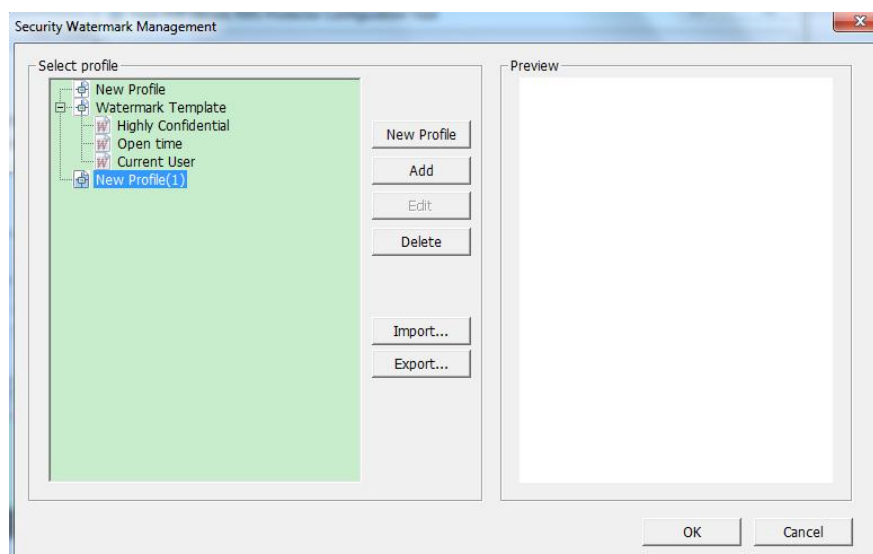 Security Watermark Management
Select profile
New Profile
Watermark Template
Highly Confidential
Open time
Current User
New Profile(1)
New Profile
Add
Edit
Delete
Import...
Export...
Preview
OK
Cancel